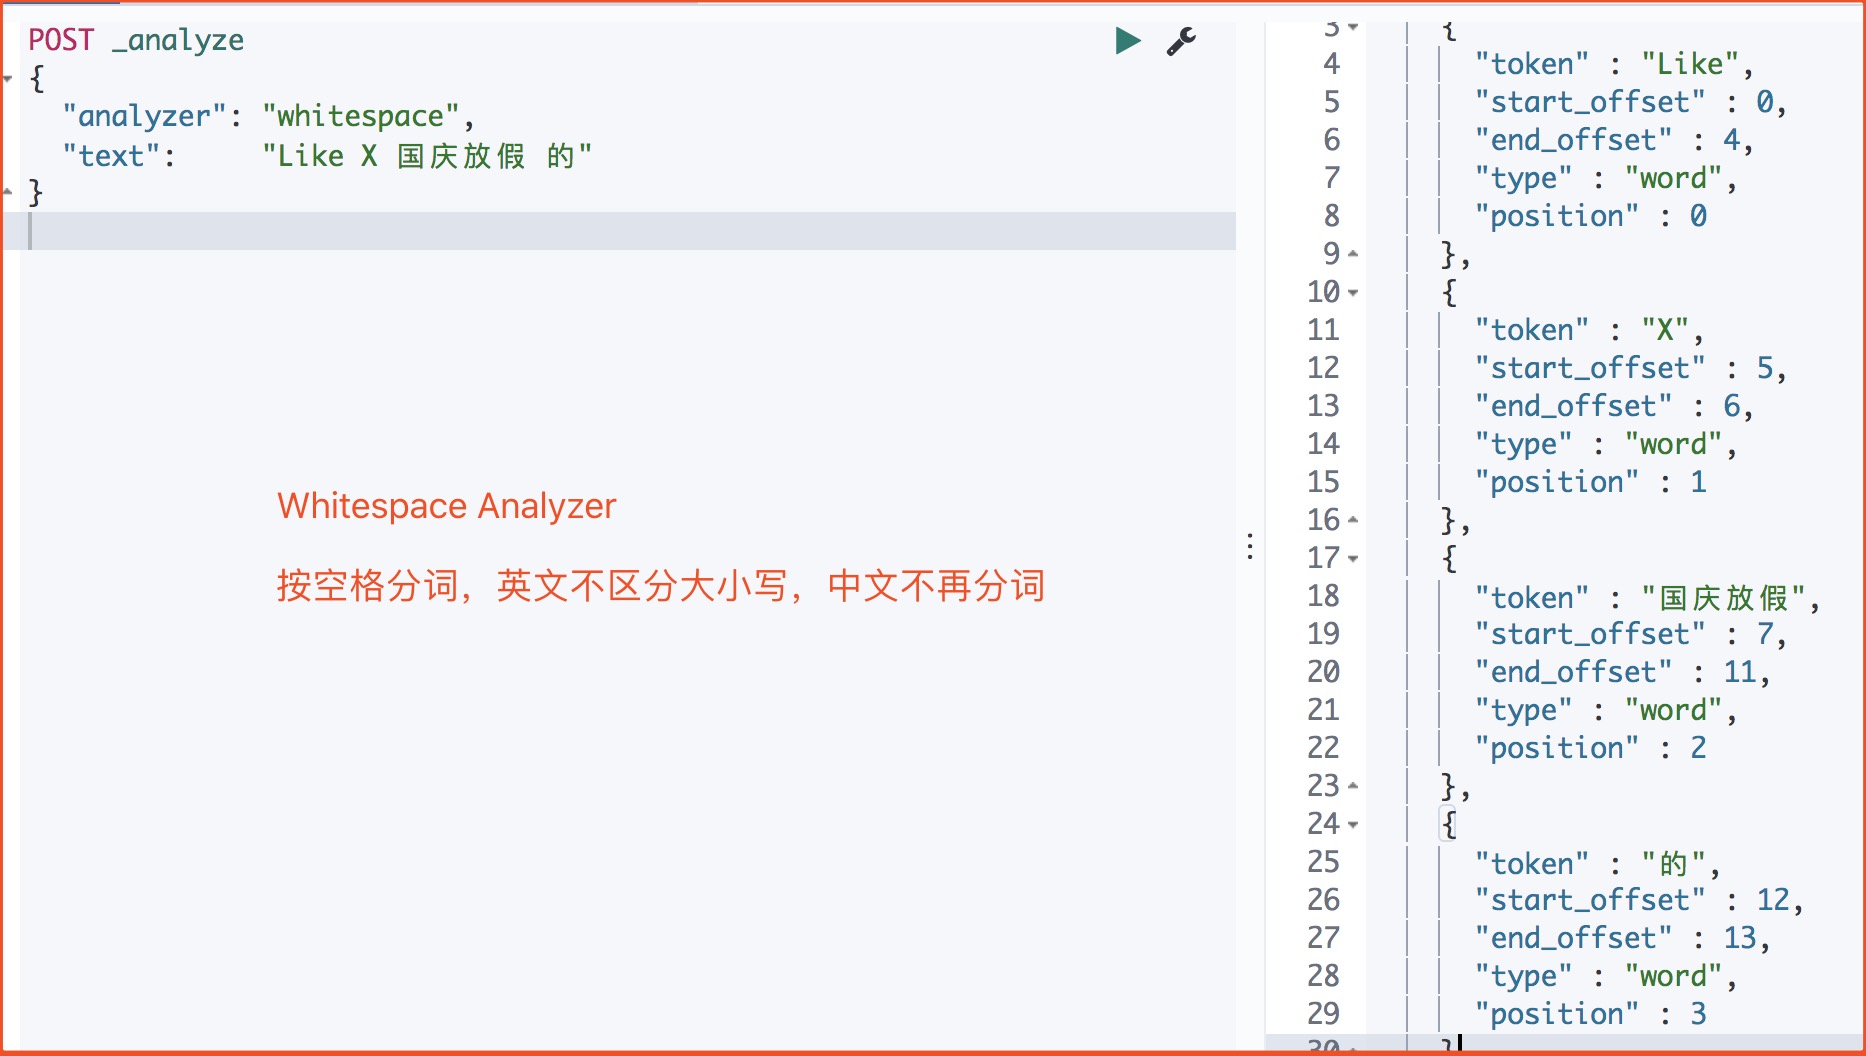 POST _analyze
{
  "analyzer": "whitespace",
  "text":     "Like X 国庆放假 的"
}
Whitespace Analyzer
按空格分词，英文不区分大小写，中文不再分词
3 {
4 "token" : "Like",
5 "start_offset" : 0,
6 "end_offset" : 4,
7 "type" : "word",
8 "position" : 0
9 },
10 {
11 "token" : "X",
12 "start_offset" : 5,
13 "end_offset" : 6,
14 "type" : "word",
15 "position" : 1
16 },
17 {
18 "token" : "国庆放假",
19 "start_offset" : 7,
20 "end_offset" : 11,
21 "type" : "word",
22 "position" : 2
23 },
24 {
25 "token" : "的",
26 "start_offset" : 12,
27 "end_offset" : 13,
28 "type" : "word",
29 "position" : 3
30 }